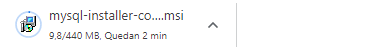 mysql-installer-co....msi
9,8/440 MB, Quedan 2 min